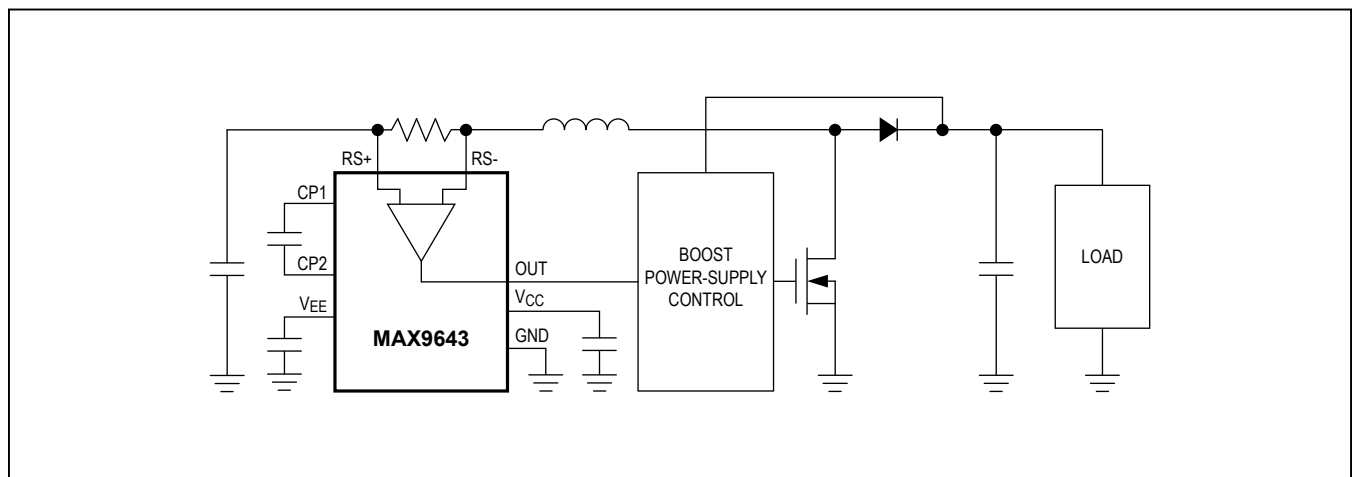 RS+
RS-
CP1
CP2
VEE
MAX9643
OUT
VCC
GND
BOOST
POWER-SUPPLY
CONTROL
LOAD